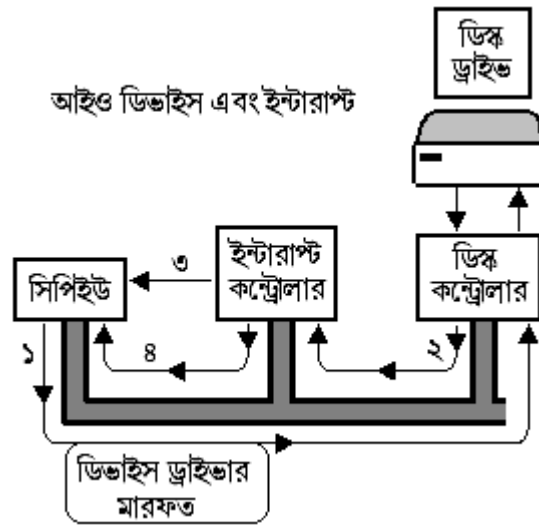 ডিস্ক
ড্রাইভ
আইও ডিভাইস এবং ইন্টারাপ্ট
সিপিইউ
৩
ইন্টারাপ্ট
কন্ট্রোলার
ডিস্ক
কন্ট্রোলার
১
৪
২
ডিভাইস ড্রাইভার
মারফত